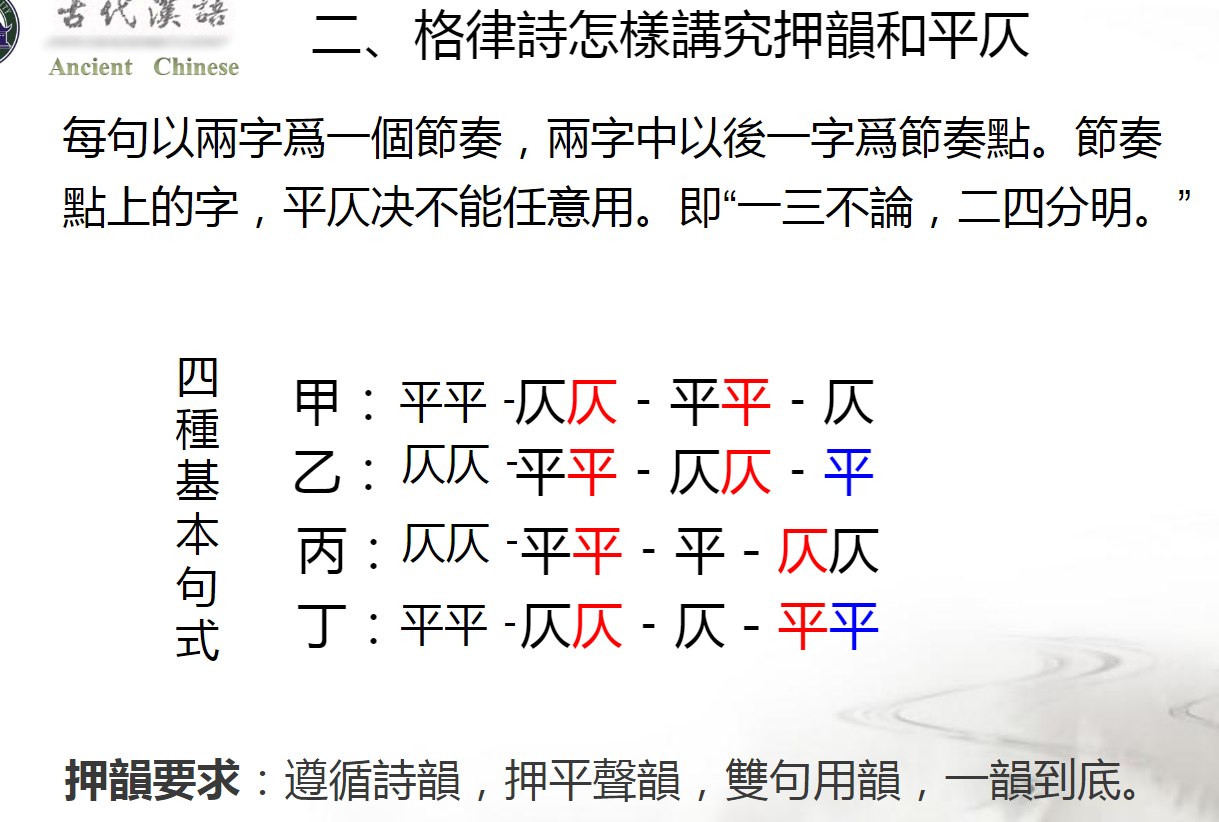 古代漢語
Ancient Chinese
二、格律詩怎樣講究押韻和平仄
每句以兩字爲一個節奏，兩字中以後一字爲節奏點。節奏
點上的字，平仄决不能任意用。即“一三不論，二四分明。”
四種基本句式
甲：平平 -仄仄 - 平平 - 仄
乙：仄仄 -平平 - 仄仄 - 平
丙：仄仄 -平平 - 平 - 仄仄
丁：平平 -仄仄 - 仄 - 平平
押韻要求：遵循詩韻，押平聲韻，雙句用韻，一韻到底。